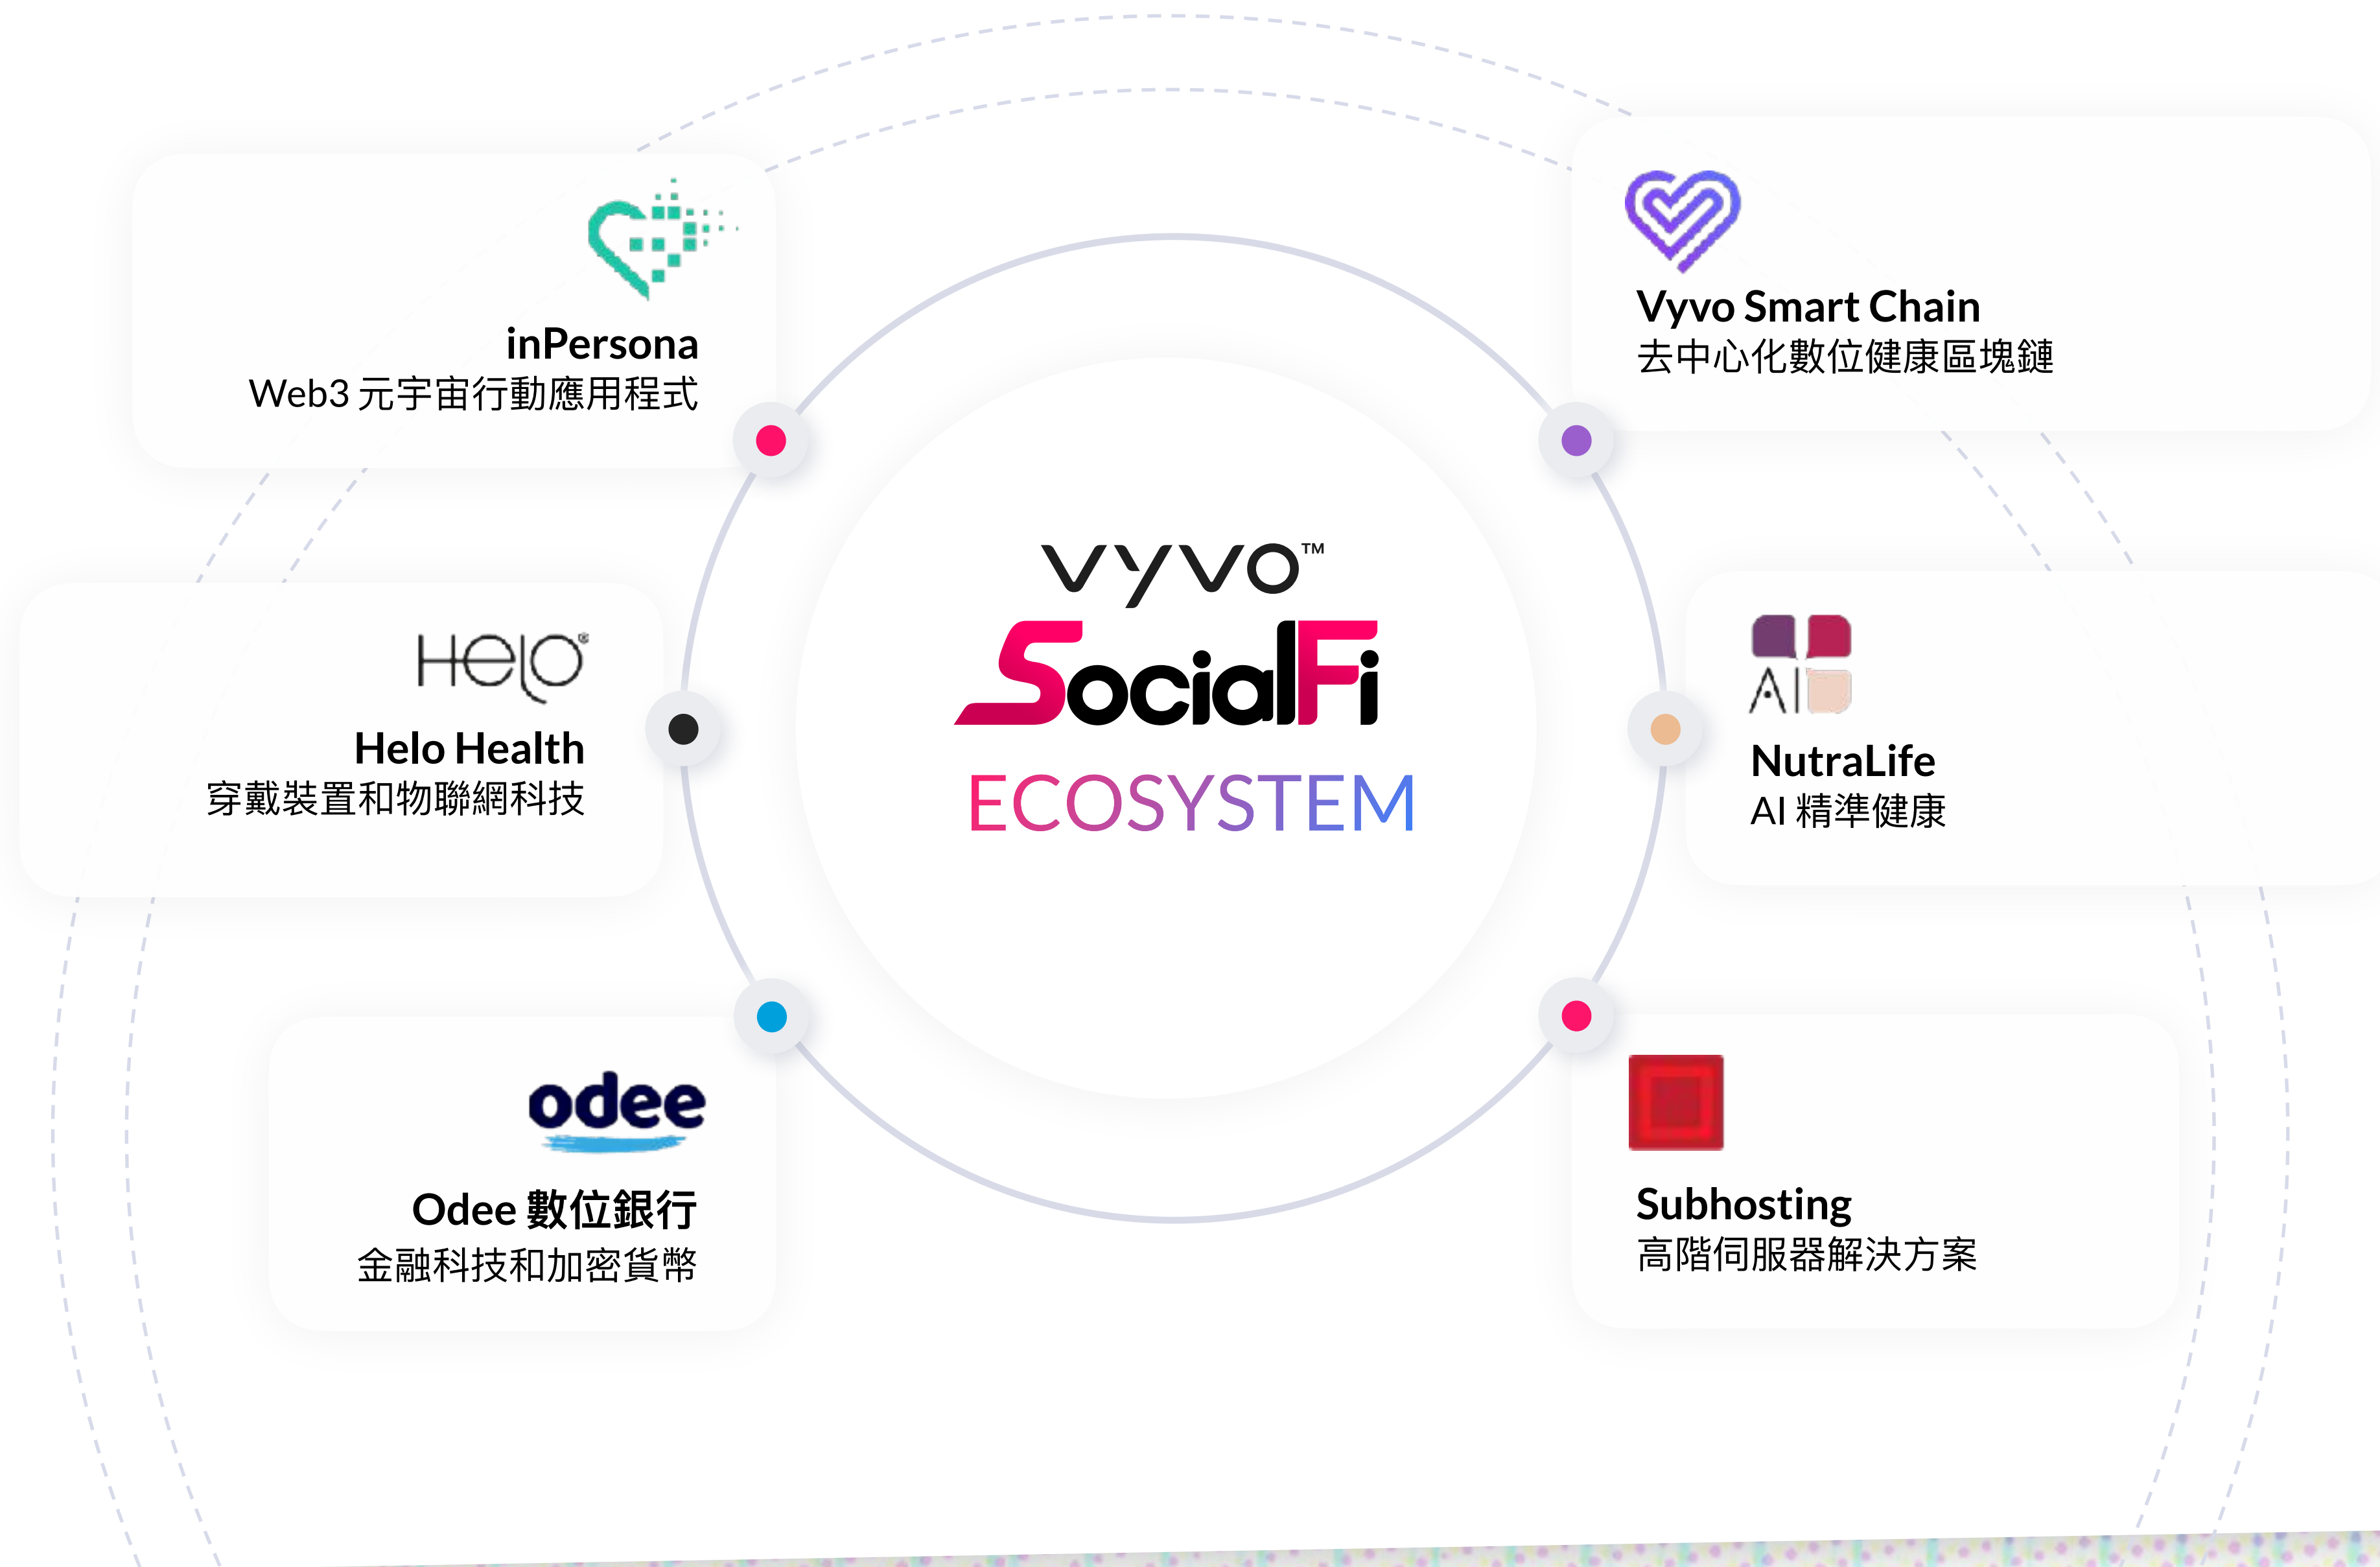 inPersona
Web3 元宇宙行動應用程式
Vyvo Smart Chain
去中心化數位健康區塊鏈
vyvo™
SocialFi
ECOSYSTEM
Helo®
Helo Health
穿戴裝置和物聯網科技
AI
NutraLife
AI 精準健康
odee
Odee 數位銀行
金融科技和加密貨幣
Subhosting
高階伺服器解決方案